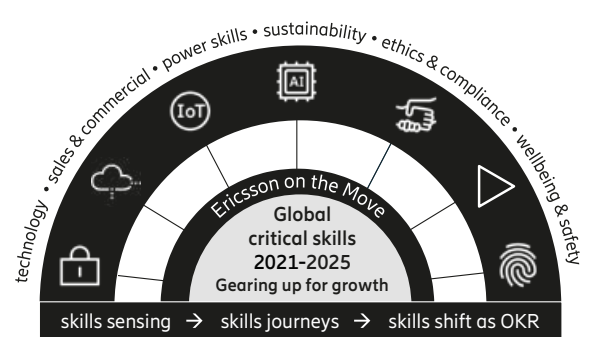 technology • sales & commercial • power skills • sustainability • ethics & compliance • wellbeing & safety
IoT
AI
Ericsson on the Move
Global
critical skills
2021-2025
Gearing up for growth
skills sensing → skills journeys → skills shift as OKR